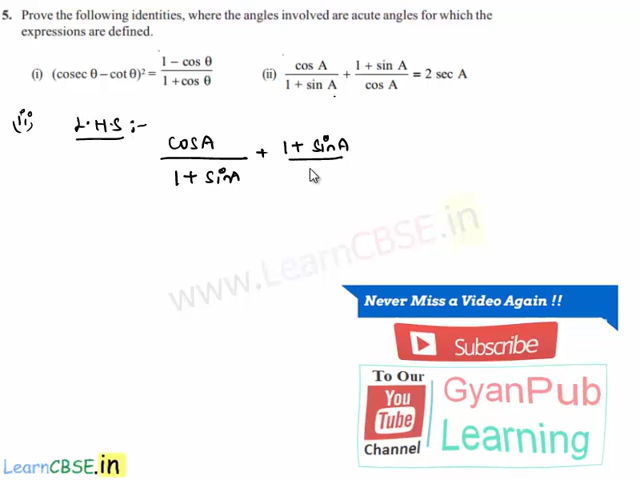 5. Prove the following identities, where the angles involved are acute angles for which the
expressions are defined.
(i) (cosec θ – cot θ)² = 1 – cos θ / 1 + cos θ (ii) cos A / 1 + sin A + 1 + sin A / cos A = 2 sec A
(ii) L.H.S :- cosA / 1 + sinA + 1 + sinA /
www.LearnCBSE.in
Never Miss a Video Again !!
Subscribe
To Our
You
Tube
Channel
GyanPub
Learning
LearnCBSE.in